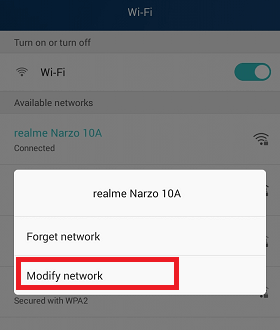 Wi-Fi
Turn on or turn off
Wi-Fi
Available networks
realme Narzo 10A
Connected
realme Narzo 10A
Forget network
Modify network
Secured with WPA2